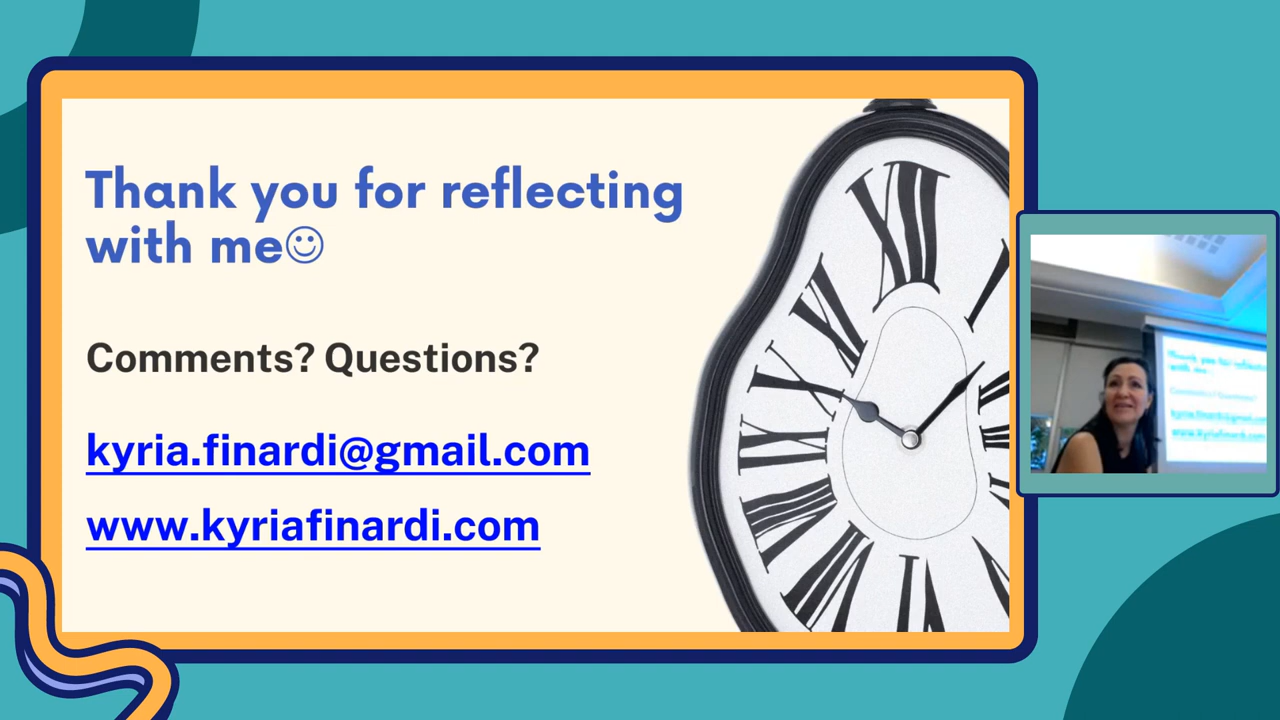 Thank you for reflecting
with me☺
Comments? Questions?
kyria.finardi@gmail.com
www.kyriafinardi.com